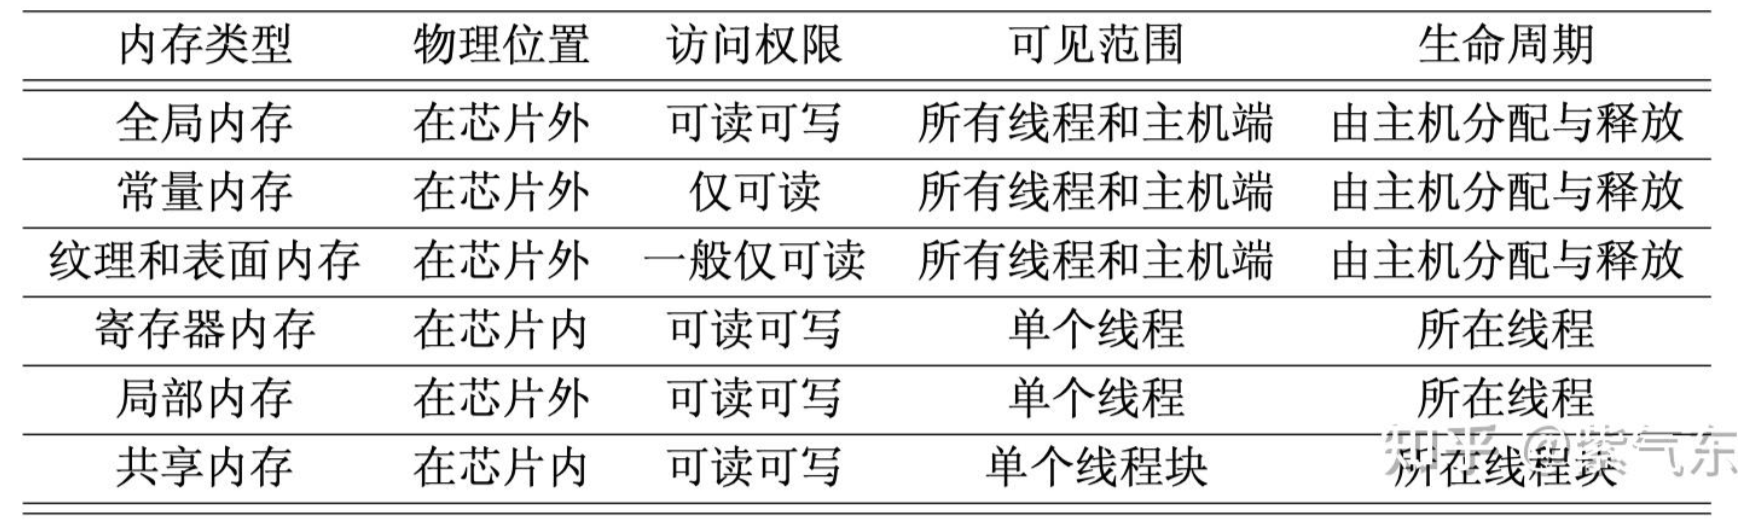 内存类型 物理位置 访问权限 可见范围 生命周期
全局内存 在芯片外 可读可写 所有线程和主机端 由主机分配与释放
常量内存 在芯片外 仅可读 所有线程和主机端 由主机分配与释放
纹理和表面内存 在芯片外 一般仅可读 所有线程和主机端 由主机分配与释放
寄存器内存 在芯片内 可读可写 单个线程 所在线程
局部内存 在芯片外 可读可写 单个线程 所在线程
共享内存 在芯片内 可读可写 单个线程块 所在线程块
知乎 @紫气东